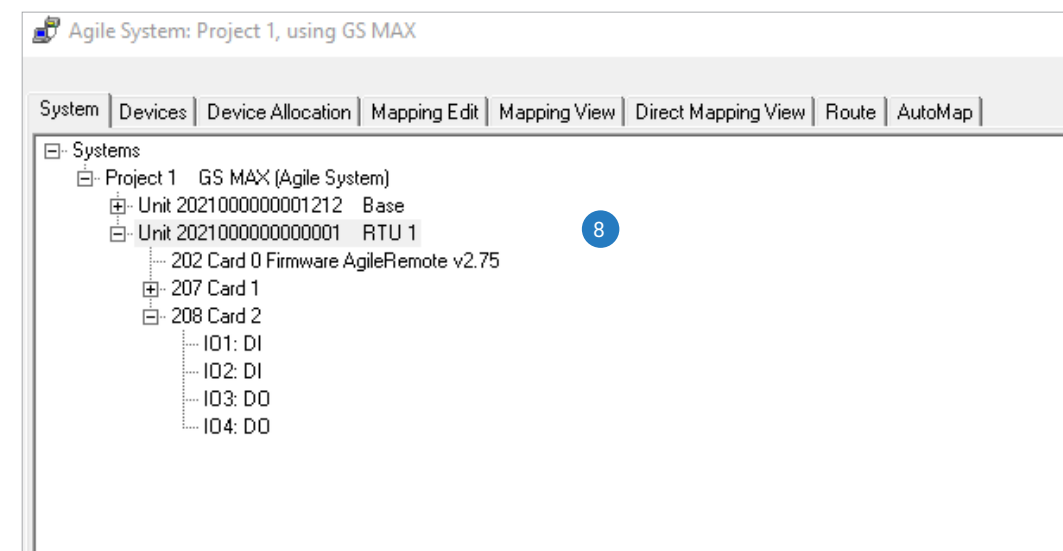 Agile System: Project 1, using GS MAX
System Devices Device Allocation Mapping Edit Mapping View Direct Mapping View Route AutoMap
Systems
Project 1 GS MAX (Agile System)
Unit 2021000000001212 Base
Unit 2021000000000001 RTU 1 8
202 Card 0 Firmware AgileRemote v2.75
207 Card 1
208 Card 2
IO1: DI
IO2: DI
IO3: DO
IO4: DO